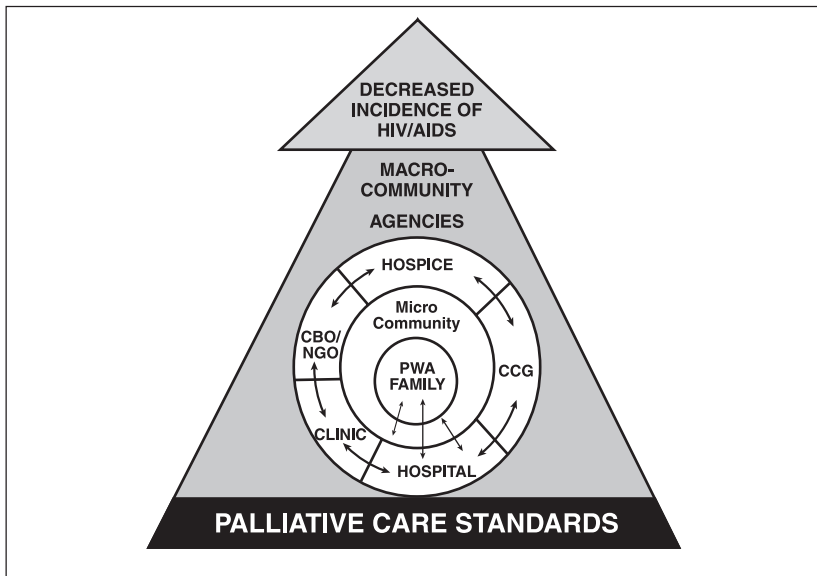 DECREASED
INCIDENCE OF
HIV/AIDS
MACRO-
COMMUNITY
AGENCIES
HOSPICE
Micro
Community
CBO/
NGO
PWA
FAMILY
CCG
CLINIC
HOSPITAL
PALLIATIVE CARE STANDARDS